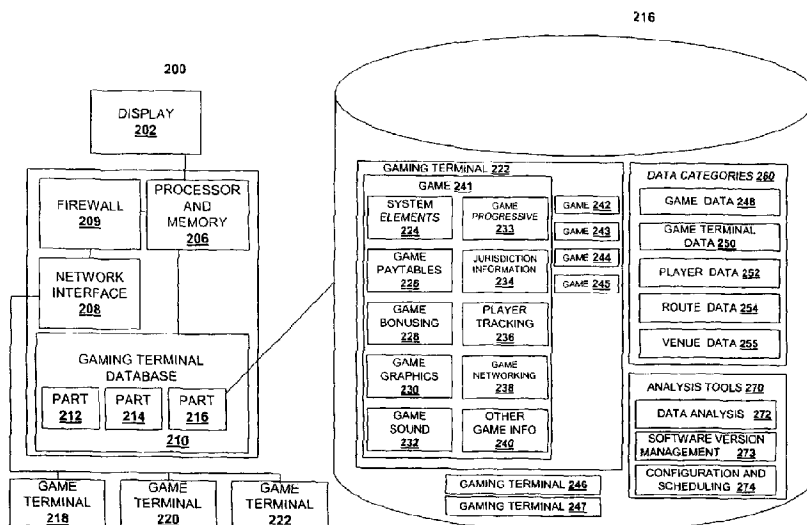 216
200
DISPLAY
202
FIREWALL
209
PROCESSOR
AND
MEMORY
206
NETWORK
INTERFACE
208
GAMING TERMINAL
DATABASE
PART
212
PART
214
PART
216
210
GAME
TERMINAL
218
GAME
TERMINAL
220
GAME
TERMINAL
222
GAMING TERMINAL 222
GAME 241
SYSTEM
ELEMENTS
224
GAME
PROGRESSIVE
233
GAME
PAYTABLES
226
JURISDICTION
INFORMATION
234
GAME
BONUSING
228
PLAYER
TRACKING
236
GAME
GRAPHICS
230
GAME
NETWORKING
238
GAME
SOUND
232
OTHER
GAME INFO
240
GAME 242
GAME 243
GAME 244
GAME 245
GAMING TERMINAL 246
GAMING TERMINAL 247
DATA CATEGORIES 260
GAME DATA 248
GAME TERMINAL
DATA 250
PLAYER DATA 252
ROUTE DATA 254
VENUE DATA 255
ANALYSIS TOOLS 270
DATA ANALYSIS 272
SOFTWARE VERSION
MANAGEMENT 273
CONFIGURATION AND
SCHEDULING 274